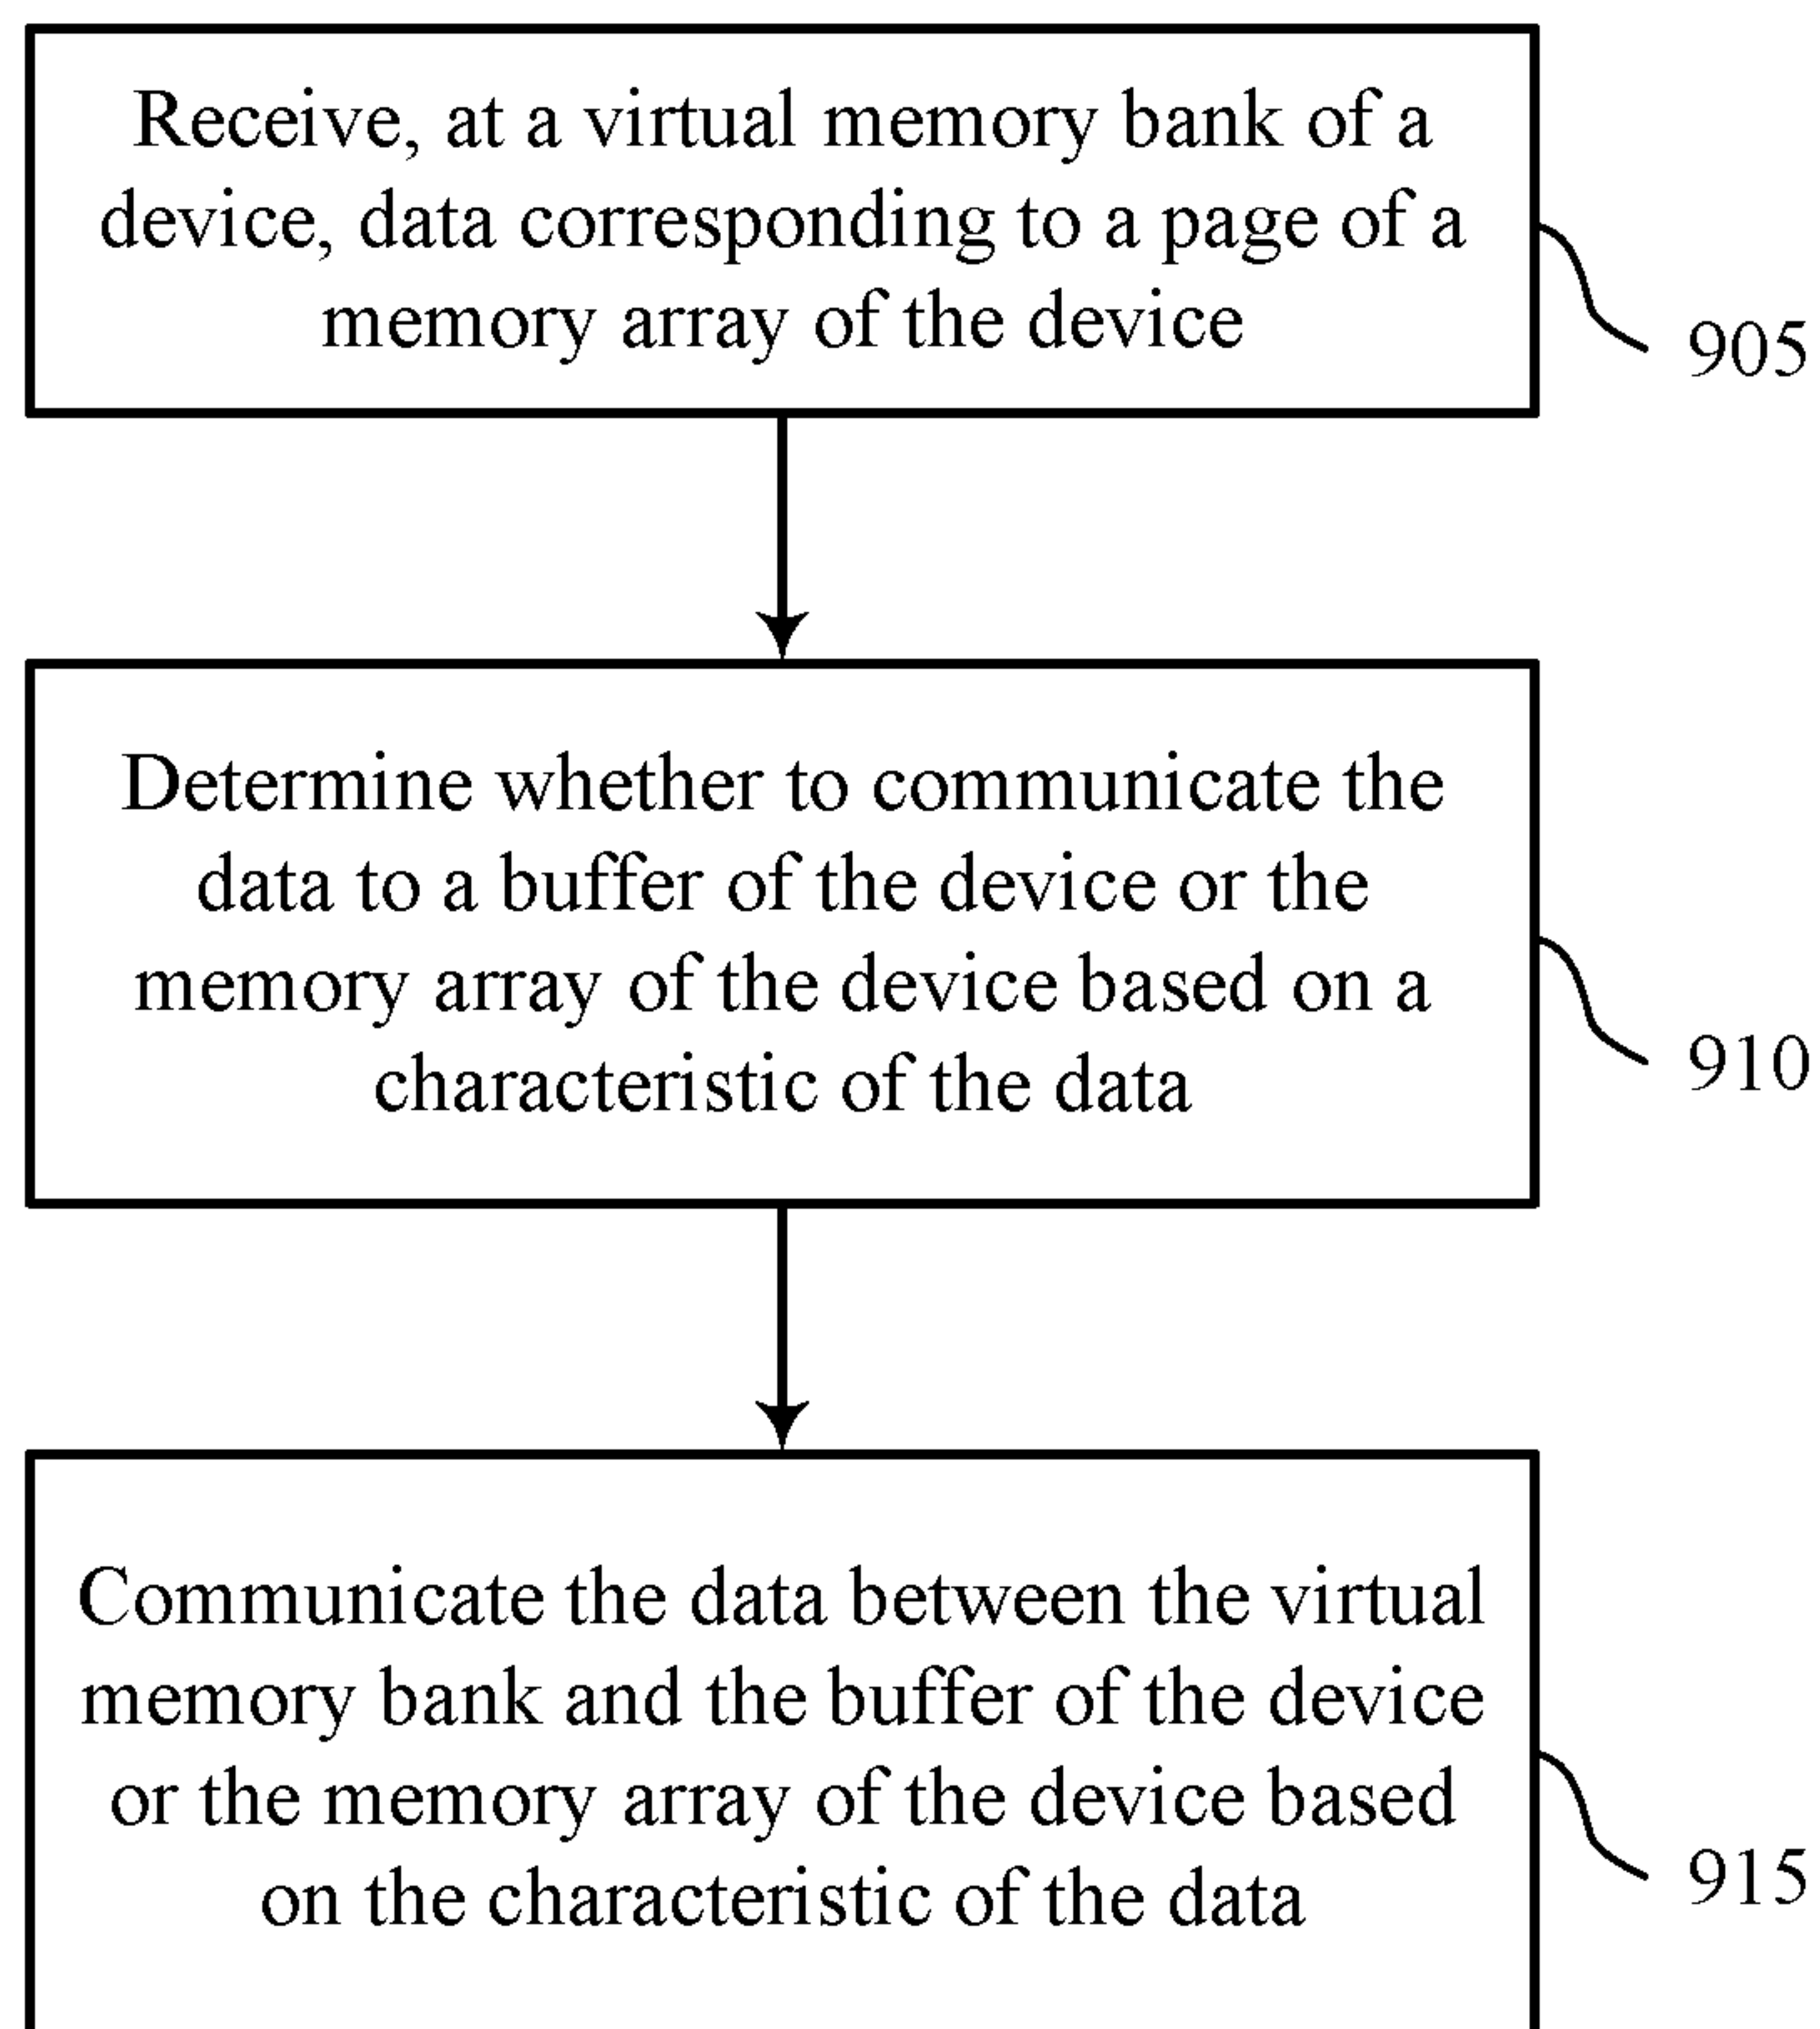 Receive, at a virtual memory bank of a
device, data corresponding to a page of a
memory array of the device
905
Determine whether to communicate the
data to a buffer of the device or the
memory array of the device based on a
characteristic of the data
910
Communicate the data between the virtual
memory bank and the buffer of the device
or the memory array of the device based
on the characteristic of the data
915